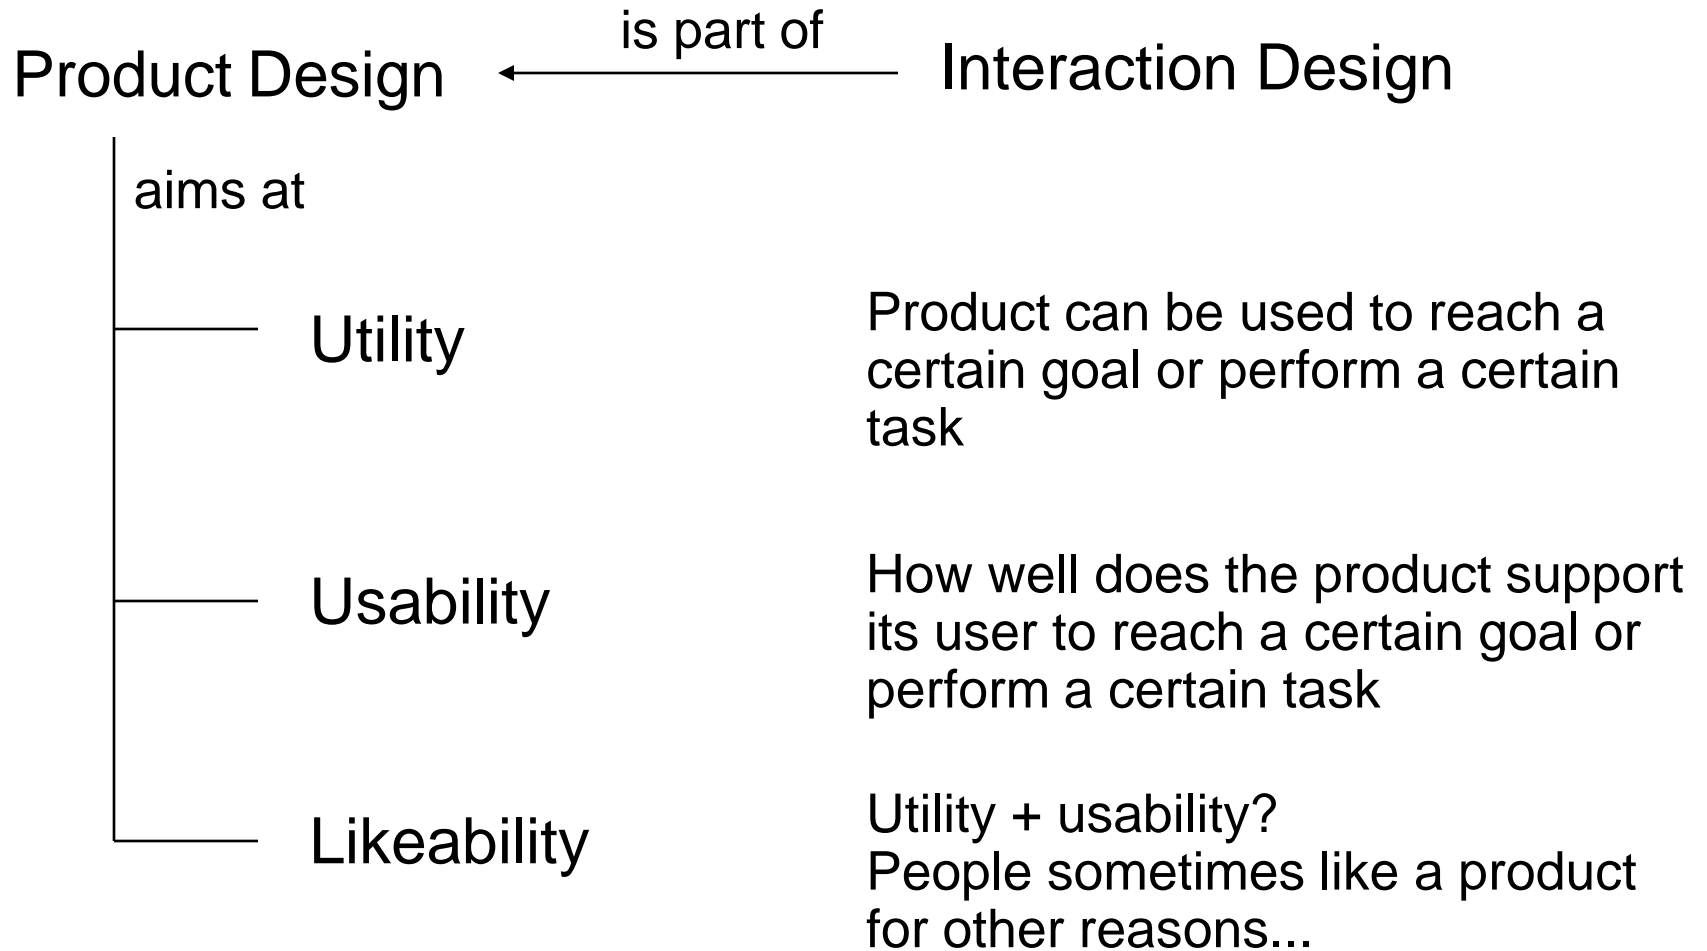 is part of
Product Design
Interaction Design
aims at
Utility
Product can be used to reach a
certain goal or perform a certain
task
Usability
How well does the product support
its user to reach a certain goal or
perform a certain task
Likeability
Utility + usability?
People sometimes like a product
for other reasons...